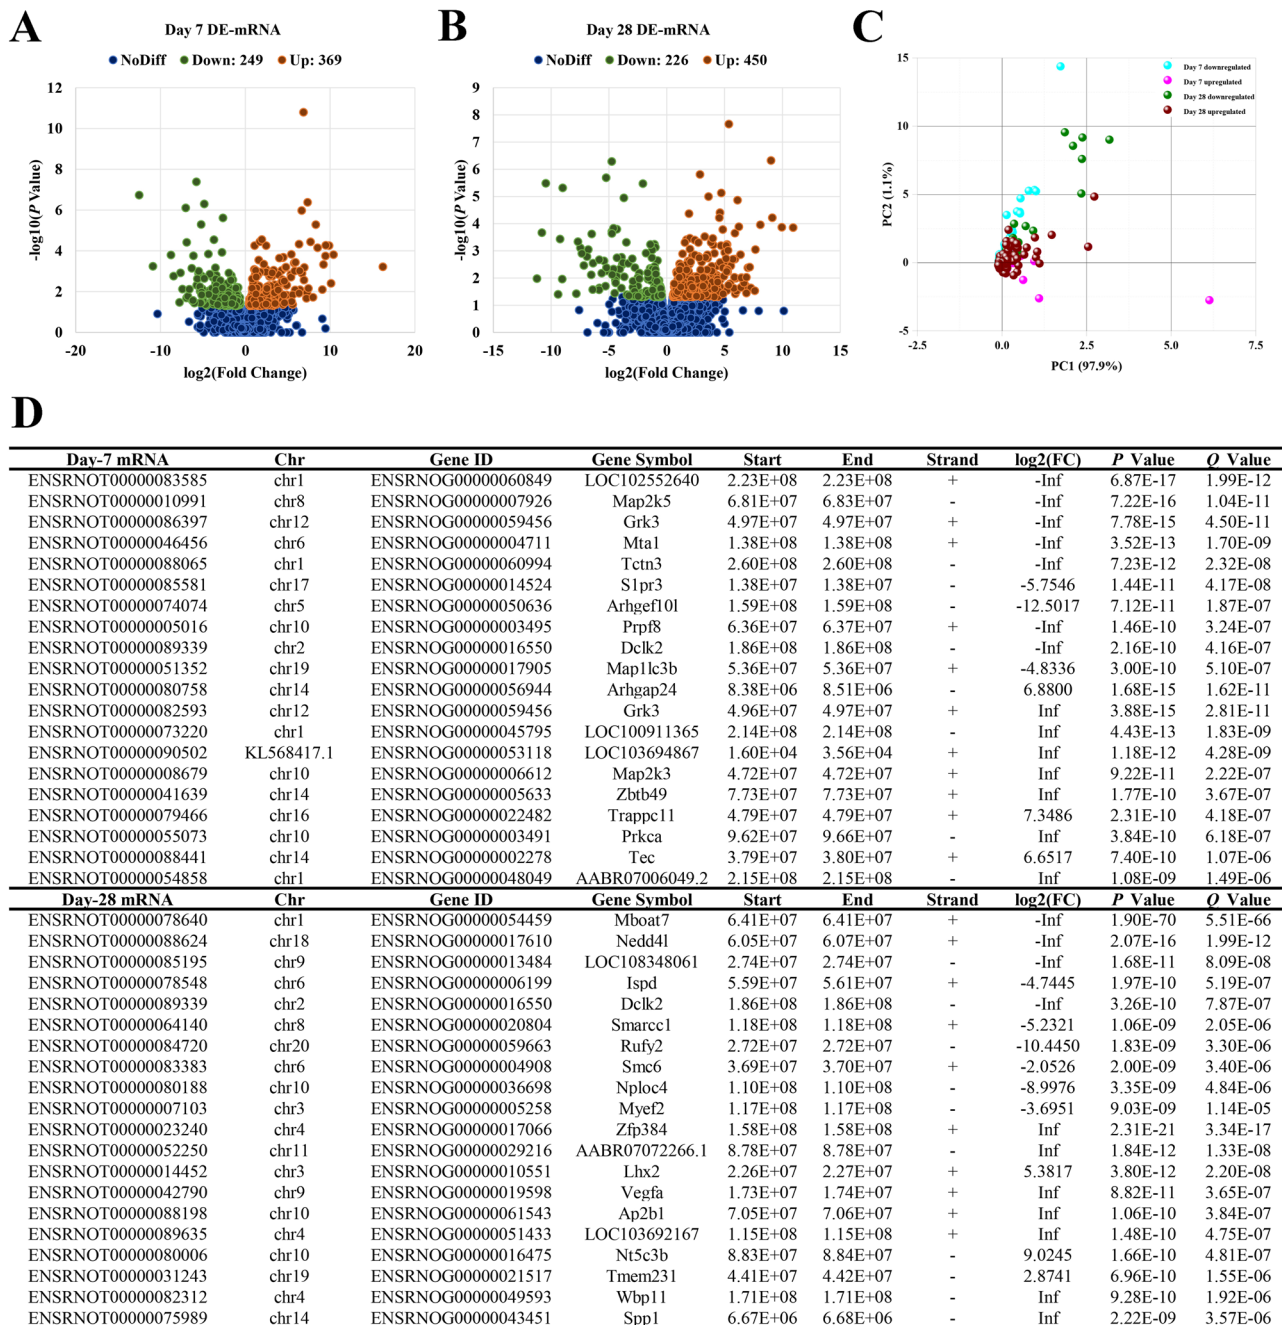 A
Day 7 DE-mRNA
NoDiff Down: 249 Up: 369
12
10
8
6
4
2
0
-20 -10 0 10 20
-log10(P Value)
log2(Fold Change)
B
Day 28 DE-mRNA
NoDiff Down: 226 Up: 450
9
8
7
6
5
4
3
2
1
0
-15 -10 -5 0 5 10 15
-log10(P Value)
log2(Fold Change)
C
15
10
5
0
-5
-2.5 0.0 2.5 5.0 7.5
PC2 (1.1%)
PC1 (97.9%)
Day 7 downregulated
Day 7 upregulated
Day 28 downregulated
Day 28 upregulated
D
Day-7 mRNA Chr Gene ID Gene Symbol Start End Strand log2(FC) P Value Q Value
ENSRNOT00000083585 chr1 ENSRNOG00000060849 LOC102552640 2.23E+08 2.23E+08 + -Inf 6.87E-17 1.99E-12
ENSRNOT00000010991 chr8 ENSRNOG00000007926 Map2k5 6.81E+07 6.83E+07 - -Inf 7.22E-16 1.04E-11
ENSRNOT00000086397 chr12 ENSRNOG00000059456 Grk3 4.97E+07 4.97E+07 + -Inf 7.78E-15 4.50E-11
ENSRNOT00000046456 chr6 ENSRNOG00000004711 Mta1 1.38E+08 1.38E+08 + -Inf 3.52E-13 1.70E-09
ENSRNOT00000088065 chr1 ENSRNOG00000060994 Tctn3 2.60E+08 2.60E+08 - -Inf 7.23E-12 2.32E-08
ENSRNOT00000085581 chr17 ENSRNOG00000014524 S1pr3 1.38E+07 1.38E+07 - -5.7546 1.44E-11 4.17E-08
ENSRNOT00000074074 chr5 ENSRNOG00000050636 Arhgef10l 1.59E+08 1.59E+08 - -12.5017 7.12E-11 1.87E-07
ENSRNOT00000005016 chr10 ENSRNOG00000003495 Prpf8 6.36E+07 6.37E+07 + -Inf 1.46E-10 3.24E-07
ENSRNOT00000089339 chr2 ENSRNOG00000016550 Dclk2 1.86E+08 1.86E+08 - -Inf 2.16E-10 4.16E-07
ENSRNOT00000051352 chr19 ENSRNOG00000017905 Map1lc3b 5.36E+07 5.36E+07 + -4.8336 3.00E-10 5.10E-07
ENSRNOT00000080758 chr14 ENSRNOG00000056944 Arhgap24 8.38E+06 8.51E+06 - 6.8800 1.68E-15 1.62E-11
ENSRNOT00000082593 chr12 ENSRNOG00000059456 Grk3 4.96E+07 4.97E+07 + Inf 3.88E-15 2.81E-11
ENSRNOT00000073220 chr1 ENSRNOG00000045795 LOC100911365 2.14E+08 2.14E+08 - Inf 4.43E-13 1.83E-09
ENSRNOT00000090502 KL568417.1 ENSRNOG00000053118 LOC103694867 1.60E+04 3.56E+04 + Inf 1.18E-12 4.28E-09
ENSRNOT00000008679 chr10 ENSRNOG00000006612 Map2k3 4.72E+07 4.72E+07 + Inf 9.22E-11 2.22E-07
ENSRNOT00000041639 chr14 ENSRNOG00000005633 Zbtb49 7.73E+07 7.73E+07 + Inf 1.77E-10 3.67E-07
ENSRNOT00000079466 chr16 ENSRNOG00000022482 Trappc11 4.79E+07 4.79E+07 + 7.3486 2.31E-10 4.18E-07
ENSRNOT00000055073 chr10 ENSRNOG00000003491 Prkca 9.62E+07 9.66E+07 - Inf 3.84E-10 6.18E-07
ENSRNOT00000088441 chr14 ENSRNOG00000002278 Tec 3.79E+07 3.80E+07 + 6.6517 7.40E-10 1.07E-06
ENSRNOT00000054858 chr1 ENSRNOG00000048049 AABR07006049.2 2.15E+08 2.15E+08 - Inf 1.08E-09 1.49E-06
Day-28 mRNA Chr Gene ID Gene Symbol Start End Strand log2(FC) P Value Q Value
ENSRNOT00000078640 chr1 ENSRNOG00000054459 Mboat7 6.41E+07 6.41E+07 + -Inf 1.90E-70 5.51E-66
ENSRNOT00000088624 chr18 ENSRNOG00000017610 Nedd4l 6.05E+07 6.07E+07 + -Inf 2.07E-16 1.99E-12
ENSRNOT00000085195 chr9 ENSRNOG00000013484 LOC108348061 2.74E+07 2.74E+07 - -Inf 1.68E-11 8.09E-08
ENSRNOT00000078548 chr6 ENSRNOG00000006199 Ispd 5.59E+07 5.61E+07 + -4.7445 1.97E-10 5.19E-07
ENSRNOT00000089339 chr2 ENSRNOG00000016550 Dclk2 1.86E+08 1.86E+08 - -Inf 3.26E-10 7.87E-07
ENSRNOT00000064140 chr8 ENSRNOG00000020804 Smarcc1 1.18E+08 1.18E+08 + -5.2321 1.06E-09 2.05E-06
ENSRNOT00000084720 chr20 ENSRNOG00000059663 Rufy2 2.72E+07 2.72E+07 - -10.4450 1.83E-09 3.30E-06
ENSRNOT00000083383 chr6 ENSRNOG00000004908 Smc6 3.69E+07 3.70E+07 + -2.0526 2.00E-09 3.40E-06
ENSRNOT00000080188 chr10 ENSRNOG00000036698 Nploc4 1.10E+08 1.10E+08 - -8.9976 3.35E-09 4.84E-06
ENSRNOT00000007103 chr3 ENSRNOG00000005258 Myef2 1.17E+08 1.17E+08 - -3.6951 9.03E-09 1.14E-05
ENSRNOT00000023240 chr4 ENSRNOG00000017066 Zfp384 1.58E+08 1.58E+08 + Inf 2.31E-21 3.34E-17
ENSRNOT00000052250 chr11 ENSRNOG00000029216 AABR07072266.1 8.78E+07 8.78E+07 - Inf 1.84E-12 1.33E-08
ENSRNOT00000014452 chr3 ENSRNOG00000010551 Lhx2 2.26E+07 2.27E+07 + 5.3817 3.80E-12 2.20E-08
ENSRNOT00000042790 chr9 ENSRNOG00000019598 Vegfa 1.73E+07 1.74E+07 + Inf 8.82E-11 3.65E-07
ENSRNOT00000088198 chr10 ENSRNOG00000061543 Ap2b1 7.05E+07 7.06E+07 + Inf 1.06E-10 3.84E-07
ENSRNOT00000089635 chr4 ENSRNOG00000051433 LOC103692167 1.15E+08 1.15E+08 + Inf 1.48E-10 4.75E-07
ENSRNOT00000080006 chr10 ENSRNOG00000016475 Nt5c3b 8.83E+07 8.84E+07 - 9.0245 1.66E-10 4.81E-07
ENSRNOT00000031243 chr19 ENSRNOG00000021517 Tmem231 4.41E+07 4.42E+07 - 2.8741 6.96E-10 1.55E-06
ENSRNOT00000082312 chr4 ENSRNOG00000049593 Wbp11 1.71E+08 1.71E+08 - Inf 9.28E-10 1.92E-06
ENSRNOT00000075989 chr14 ENSRNOG00000043451 Spp1 6.67E+06 6.68E+06 - Inf 2.22E-09 3.57E-06